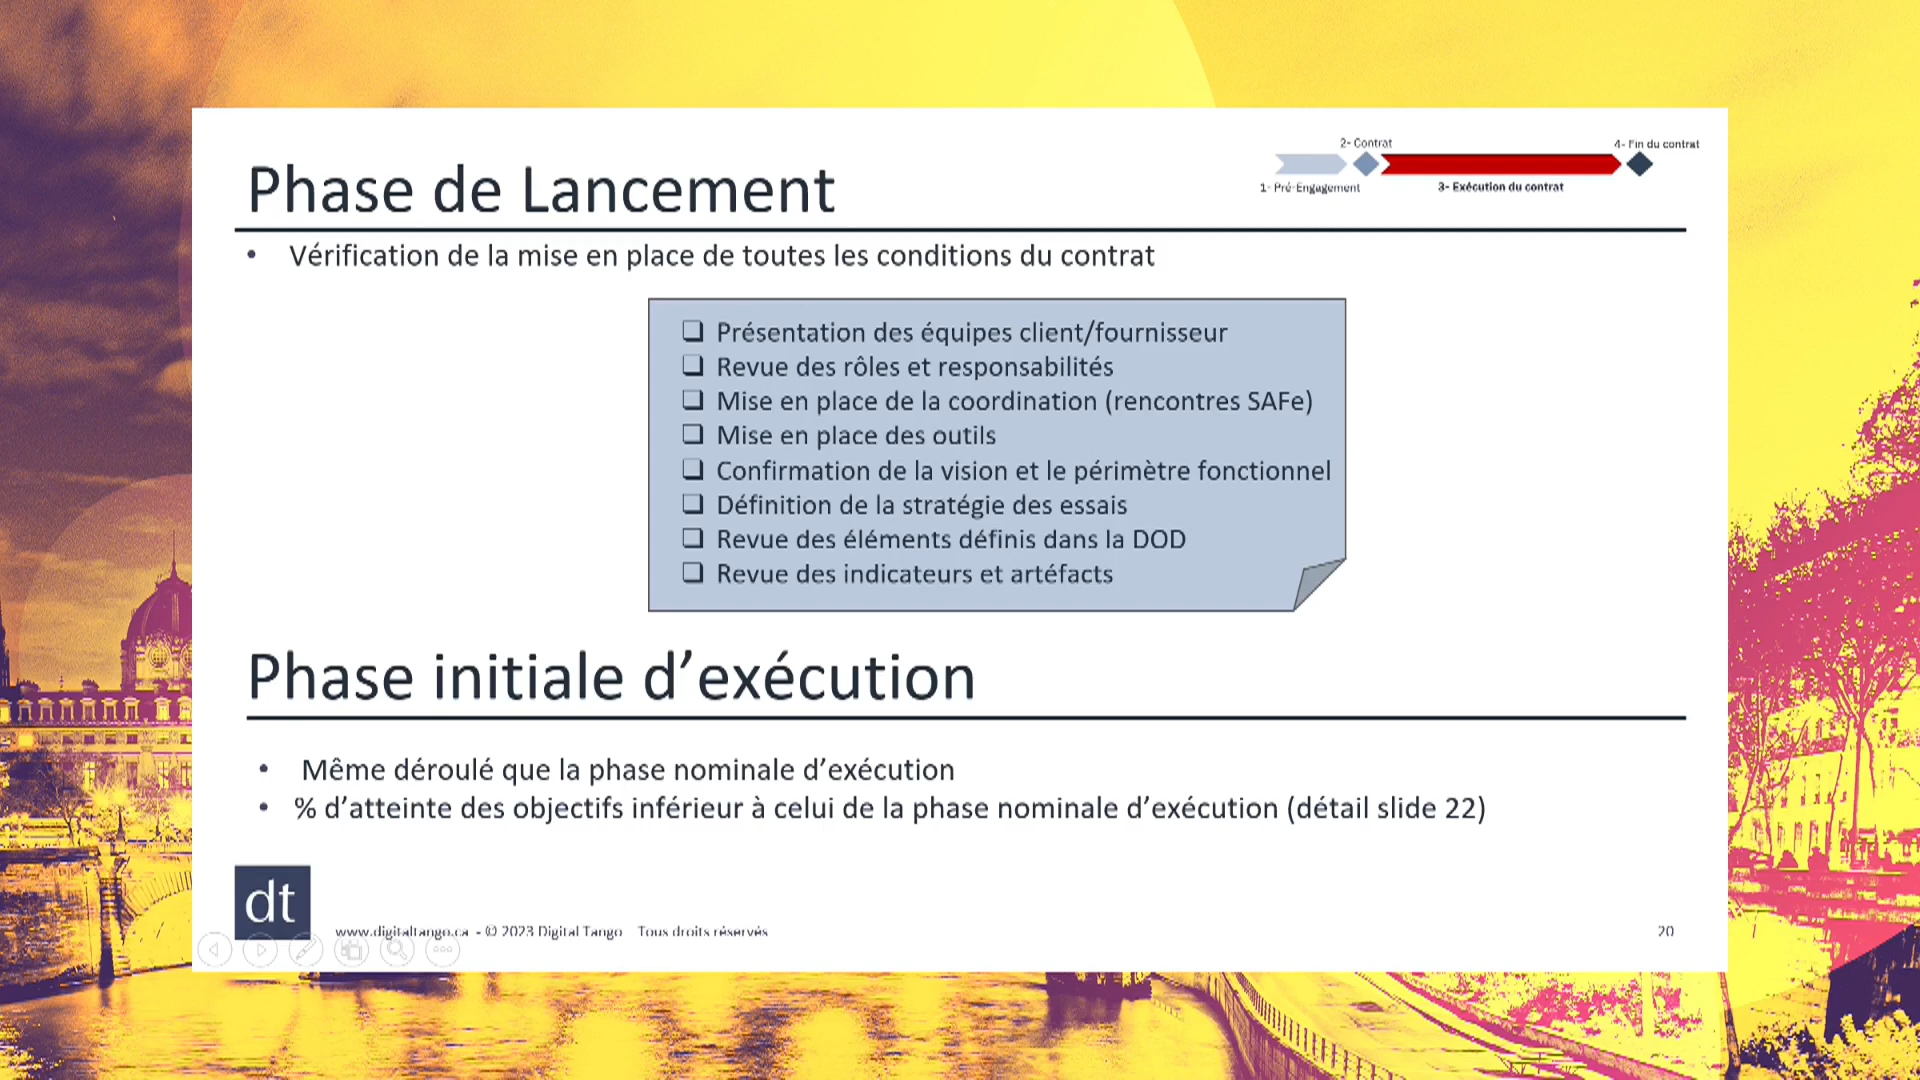 2- Contrat
4- Fin du contrat
1- Pré-Engagement
3- Exécution du contrat
Phase de Lancement
• Vérification de la mise en place de toutes les conditions du contrat
❑ Présentation des équipes client/fournisseur
❑ Revue des rôles et responsabilités
❑ Mise en place de la coordination (rencontres SAFe)
❑ Mise en place des outils
❑ Confirmation de la vision et le périmètre fonctionnel
❑ Définition de la stratégie des essais
❑ Revue des éléments définis dans la DOD
❑ Revue des indicateurs et artéfacts
Phase initiale d’exécution
• Même déroulé que la phase nominale d’exécution
• % d’atteinte des objectifs inférieur à celui de la phase nominale d’exécution (détail slide 22)
dt
www.digitaltango.ca - © 2023 Digital Tango Tous droits réservés
20